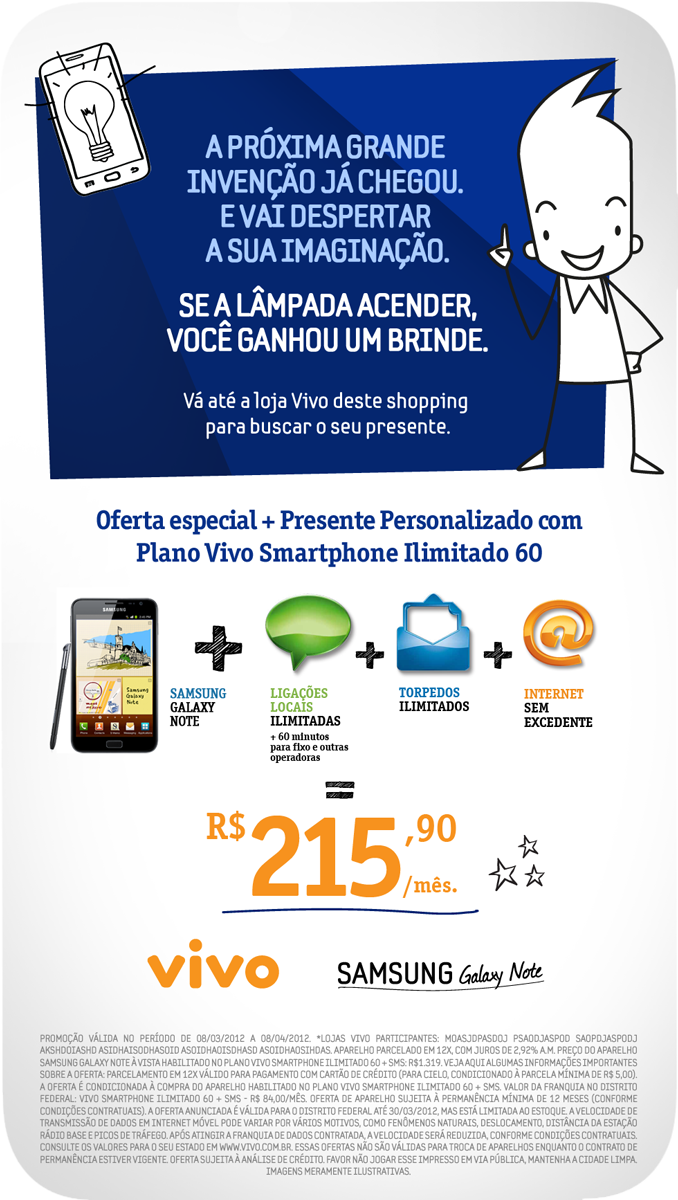 A PRÓXIMA GRANDE
INVENÇÃO JÁ CHEGOU.
E VAI DESPERTAR
A SUA IMAGINAÇÃO.
SE A LÂMPADA ACENDER,
VOCÊ GANHOU UM BRINDE.
Vá até a loja Vivo deste shopping
para buscar o seu presente.
Oferta especial + Presente Personalizado com
Plano Vivo Smartphone Ilimitado 60
SAMSUNG
Samsung
Galaxy
Note
+
+
+
SAMSUNG
GALAXY
NOTE
LIGAÇÕES
LOCAIS
ILIMITADAS
+ 60 minutos
para fixo e outras
operadoras
TORPEDOS
ILIMITADOS
@
INTERNET
SEM
EXCEDENTE
=
R$ 215,90
/mês.
vivo
SAMSUNG Galaxy Note
PROMOÇÃO VÁLIDA NO PERÍODO DE 08/03/2012 A 08/04/2012. *LOJAS VIVO PARTICIPANTES: MOASJDPASDOJ PSAODJASPOD SAOPDJASPODJ
AKSHDOIASHD ASIDHAISODHASOID ASOIDHAOISDHASD ASOIDHAOSIHDAS. APARELHO PARCELADO EM 12X, COM JUROS DE 2,92% A.M. PREÇO DO APARELHO
SAMSUNG GALAXY NOTE À VISTA HABILITADO NO PLANO VIVO SMARTPHONE ILIMITADO 60 + SMS: R$1.319. VEJA AQUI ALGUMAS INFORMAÇÕES IMPORTANTES
SOBRE A OFERTA: PARCELAMENTO EM 12X VÁLIDO PARA PAGAMENTO COM CARTÃO DE CRÉDITO (PARA CIELO, CONDICIONADO À PARCELA MÍNIMA DE R$ 5,00).
A OFERTA É CONDICIONADA À COMPRA DO APARELHO HABILITADO NO PLANO VIVO SMARTPHONE ILIMITADO 60 + SMS. VALOR DA FRANQUIA NO DISTRITO
FEDERAL: VIVO SMARTPHONE ILIMITADO 60 + SMS - R$ 84,00/MÊS. OFERTA DE APARELHO SUJEITA À PERMANÊNCIA MÍNIMA DE 12 MESES (CONFORME
CONDIÇÕES CONTRATUAIS). A OFERTA ANUNCIADA É VÁLIDA PARA O DISTRITO FEDERAL ATÉ 30/03/2012, MAS ESTÁ LIMITADA AO ESTOQUE. A VELOCIDADE DE
TRANSMISSÃO DE DADOS EM INTERNET MÓVEL PODE VARIAR POR VÁRIOS MOTIVOS, COMO FENÔMENOS NATURAIS, DESLOCAMENTO, DISTÂNCIA DA ESTAÇÃO
RÁDIO BASE E PICOS DE TRÁFEGO. APÓS ATINGIR A FRANQUIA DE DADOS CONTRATADA, A VELOCIDADE SERÁ REDUZIDA, CONFORME CONDIÇÕES CONTRATUAIS.
CONSULTE OS VALORES PARA O SEU ESTADO EM WWW.VIVO.COM.BR. ESSAS OFERTAS NÃO SÃO VÁLIDAS PARA TROCA DE APARELHOS ENQUANTO O CONTRATO DE
PERMANÊNCIA ESTIVER VIGENTE. OFERTA SUJEITA À ANÁLISE DE CRÉDITO. FAVOR NÃO JOGAR ESSE IMPRESSO EM VIA PÚBLICA, MANTENHA A CIDADE LIMPA.
IMAGENS MERAMENTE ILUSTRATIVAS.